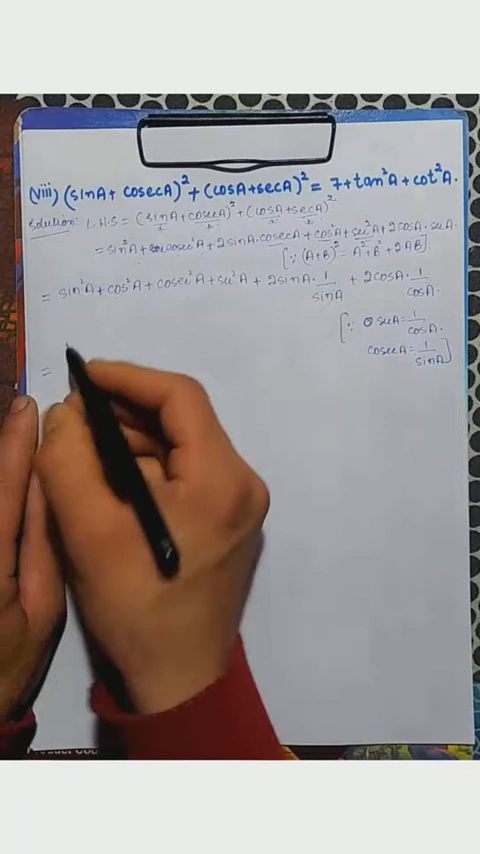 (viii) (sinA + cosecA)² + (cosA + secA)² = 7 + tan²A + cot²A.
Solution: L.H.S = (sinA + cosecA)² + (cosA + secA)²
= sin²A + cosec²A + 2sinA.cosecA + cos²A + sec²A + 2cosA.secA
[∵ (A+B)² = A² + B² + 2AB].
= sin²A + cos²A + cosec²A + sec²A + 2sinA . 1/sinA + 2cosA . 1/cosA.
[∵ secA = 1/cosA.
cosecA = 1/sinA]
=